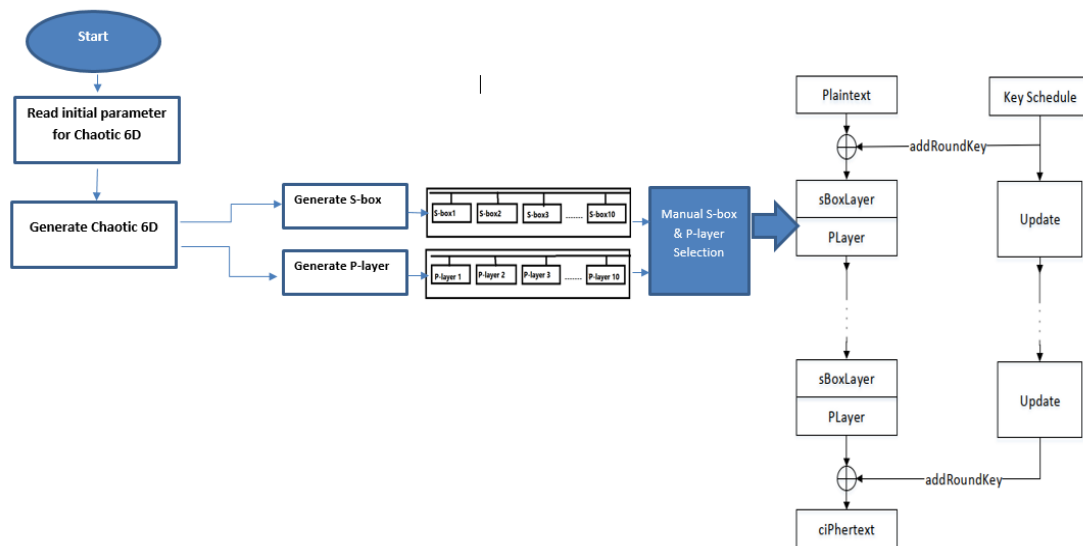 Start
Read initial parameter
for Chaotic 6D
Generate Chaotic 6D
Generate S-box
S-box1 S-box2 S-box3 ....... S-box10
Generate P-layer
P-layer 1 P-layer 2 P-layer 3 ........ P-layer 10
Manual S-box
& P-layer
Selection
Plaintext
Key Schedule
addRoundKey
sBoxLayer
PLayer
Update
sBoxLayer
PLayer
Update
addRoundKey
ciPhertext